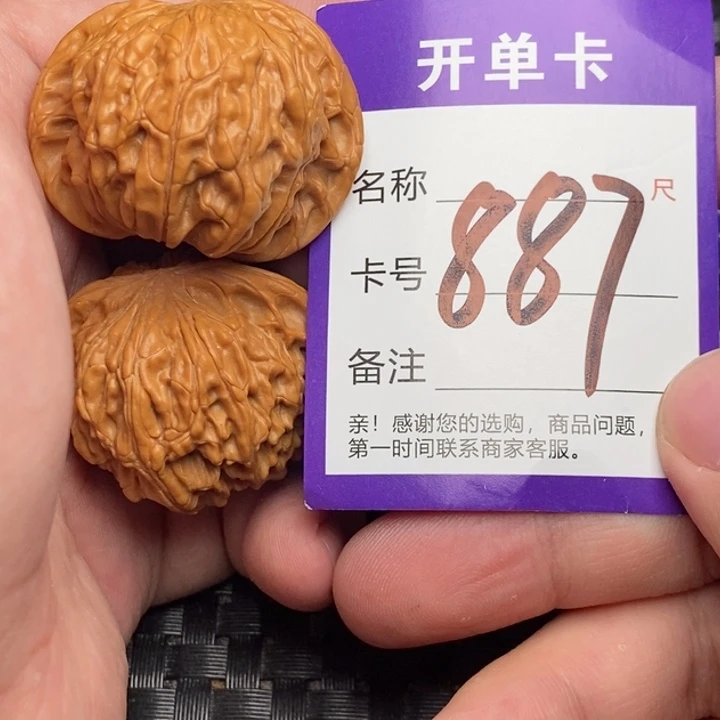 开单卡
名称 尺
卡号 887
备注
亲！感谢您的选购，商品问题，
第一时间联系商家客服。